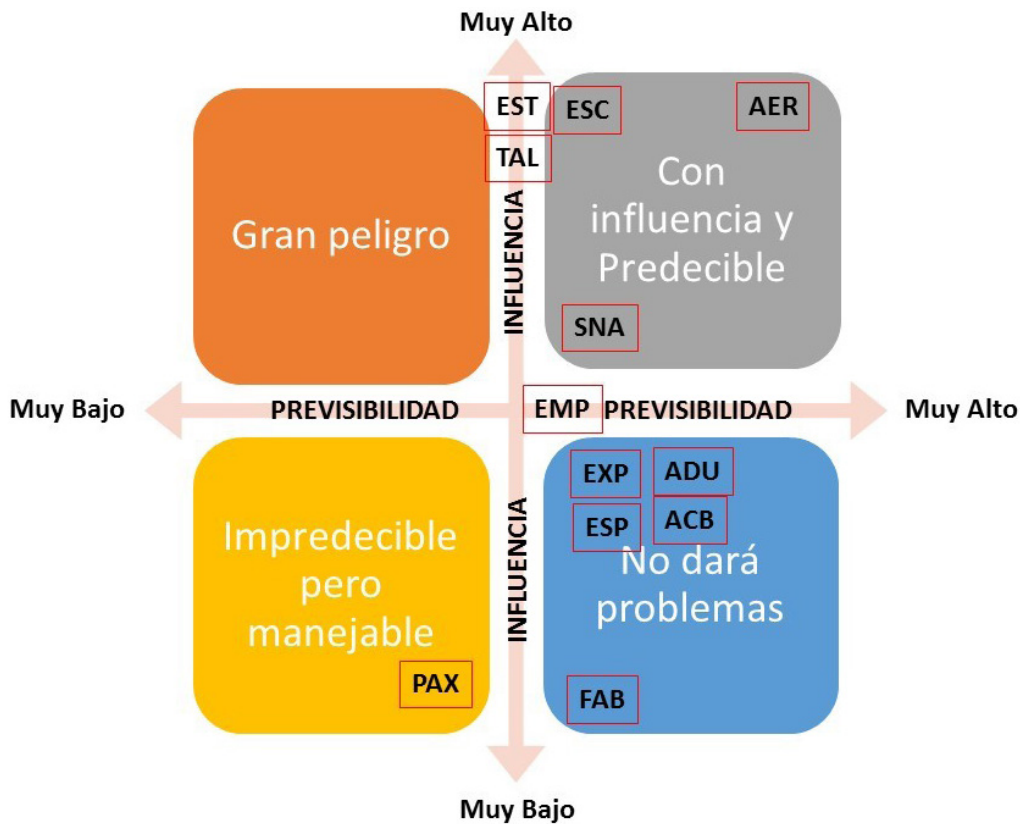 Muy Alto
EST
ESC
AER
TAL
Gran peligro
INFLUENCIA
Con
influencia y
Predecible
SNA
Muy Bajo
PREVISIBILIDAD
EMP
PREVISIBILIDAD
Muy Alto
EXP
ADU
ESP
ACB
Impredecible
pero
manejable
INFLUENCIA
No dará
problemas
PAX
FAB
Muy Bajo